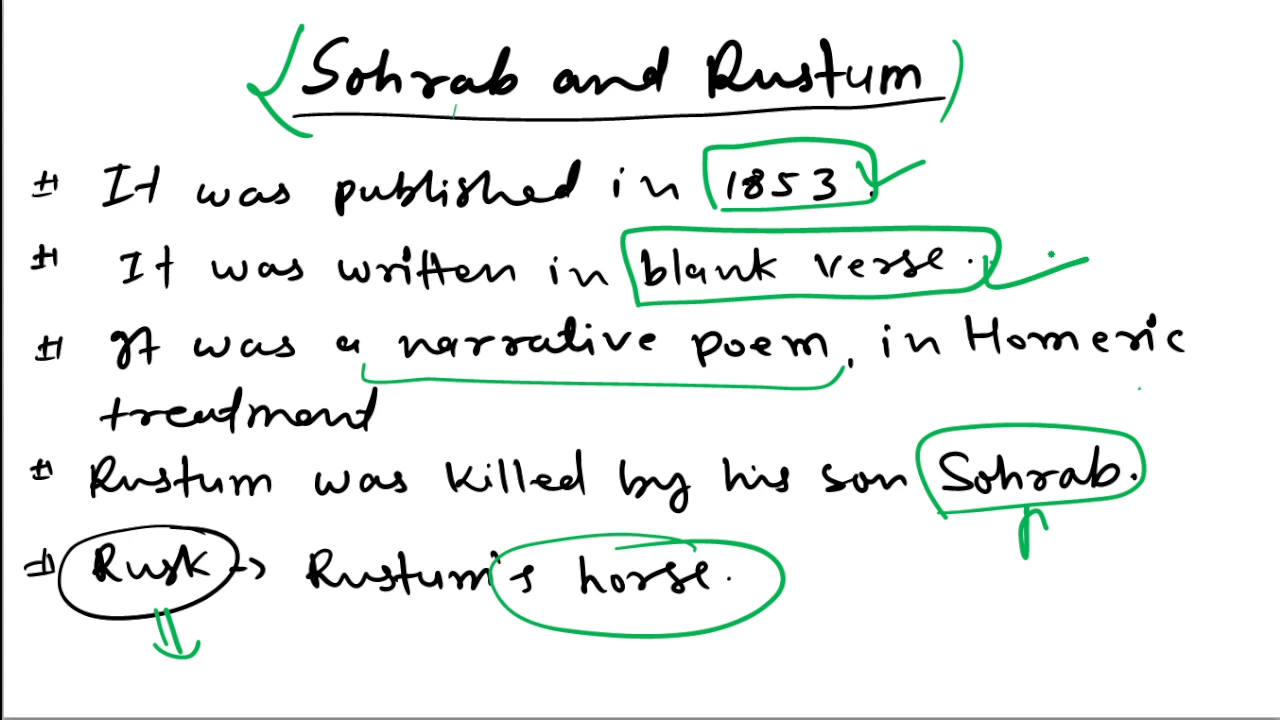 Sohrab and Rustum
# It was published in 1853.
# It was written in blank verse.
# It was a narrative poem, in Homeric
treatment
# Rustum was killed by his son Sohrab.
# Rusk -> Rustum's horse.